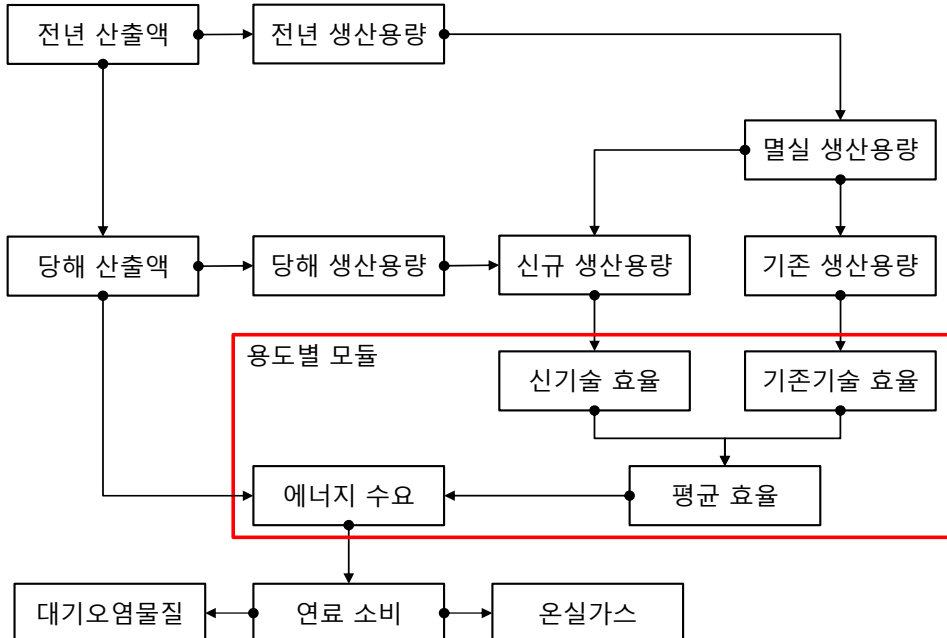 전년 산출액
전년 생산용량
멸실 생산용량
당해 산출액
당해 생산용량
신규 생산용량
기존 생산용량
용도별 모듈
신기술 효율
기존기술 효율
에너지 수요
평균 효율
대기오염물질
연료 소비
온실가스